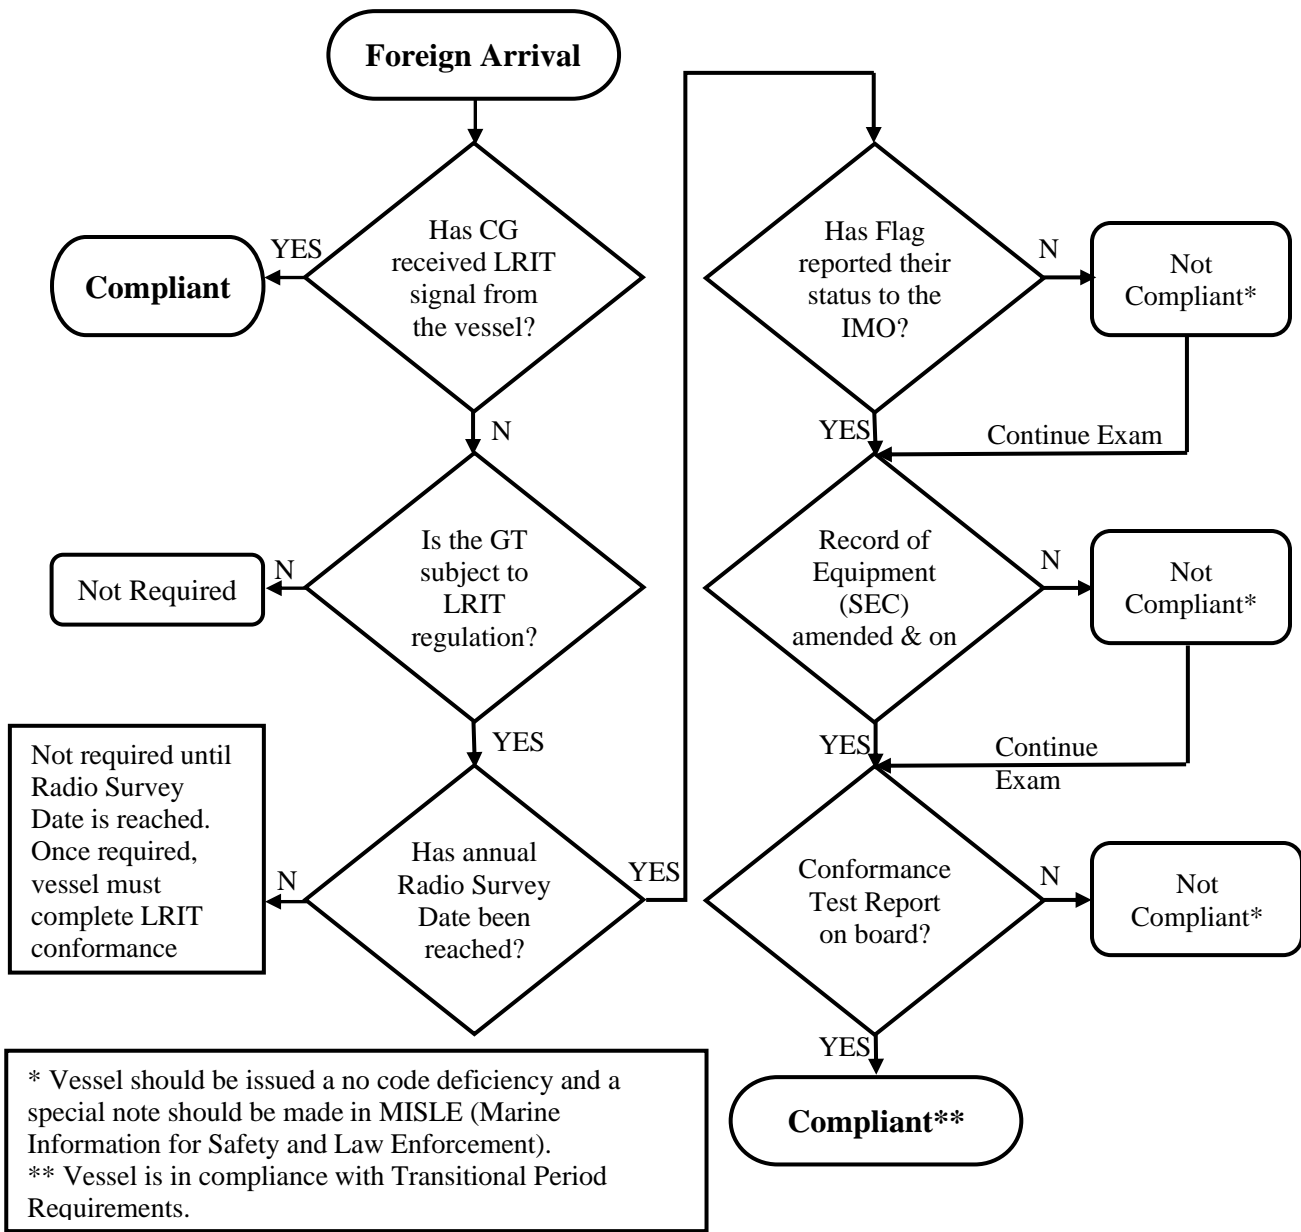 Foreign Arrival
Has CG
received LRIT
signal from
the vessel?
YES
Compliant
N
Is the GT
subject to
LRIT
regulation?
N
Not Required
YES
Has annual
Radio Survey
Date been
reached?
N
Not required until
Radio Survey
Date is reached.
Once required,
vessel must
complete LRIT
conformance
YES
Has Flag
reported their
status to the
IMO?
N
Not
Compliant*
YES
Continue Exam
Record of
Equipment
(SEC)
amended & on
N
Not
Compliant*
YES
Continue
Exam
Conformance
Test Report
on board?
N
Not
Compliant*
YES
Compliant**
* Vessel should be issued a no code deficiency and a
special note should be made in MISLE (Marine
Information for Safety and Law Enforcement).
** Vessel is in compliance with Transitional Period
Requirements.